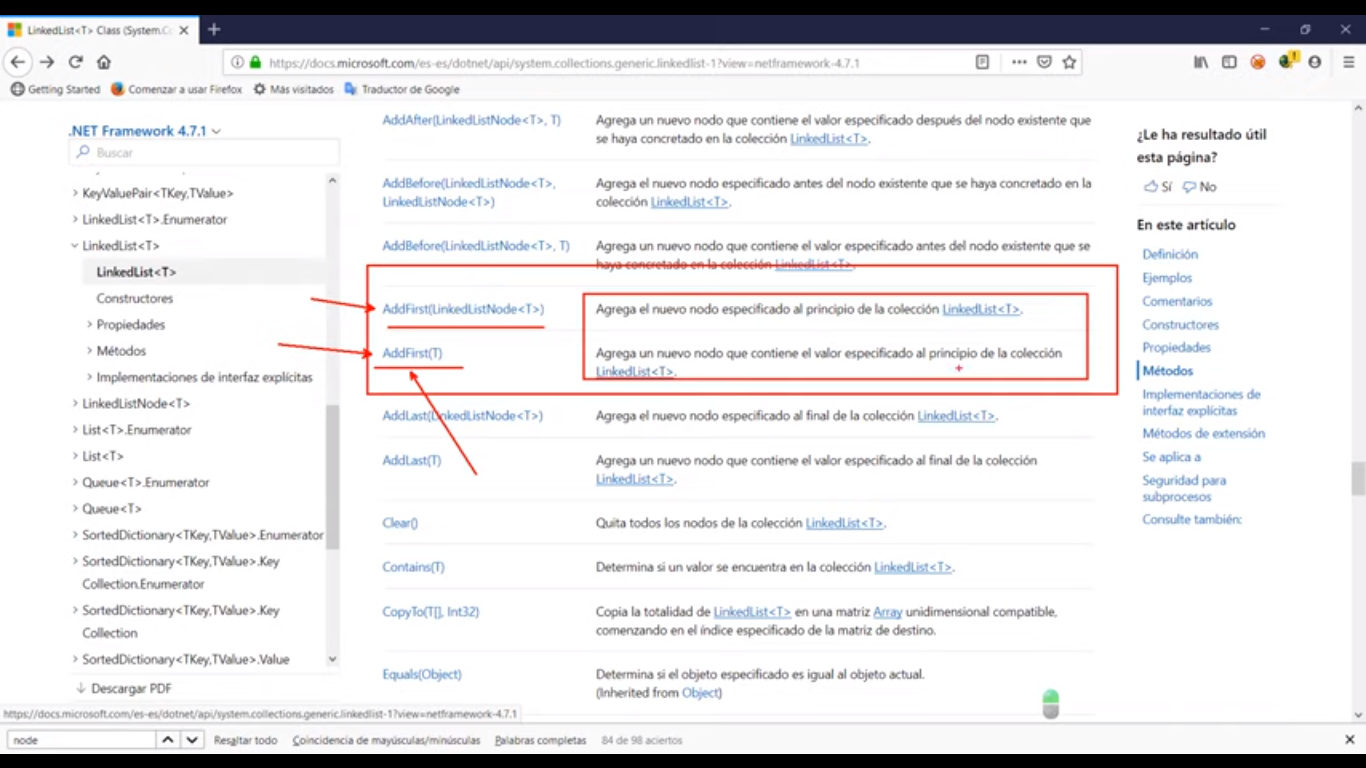 LinkedList<T> Class (System.Co
https://docs.microsoft.com/es-es/dotnet/api/system.collections.generic.linkedlist-1?view=netframework-4.7.1
Getting Started
Comenzar a usar Firefox
Más visitados
Traductor de Google
.NET Framework 4.7.1
Buscar
KeyValuePair<TKey,TValue>
LinkedList<T>.Enumerator
LinkedList<T>
LinkedList<T>
Constructores
Propiedades
Métodos
Implementaciones de interfaz explícitas
LinkedListNode<T>
List<T>.Enumerator
List<T>
Queue<T>.Enumerator
Queue<T>
SortedDictionary<TKey,TValue>.Enumerator
SortedDictionary<TKey,TValue>.Key
Collection.Enumerator
SortedDictionary<TKey,TValue>.Key
Collection
SortedDictionary<TKey,TValue>.Value
Descargar PDF
AddAfter(LinkedListNode<T>, T)
Agrega un nuevo nodo que contiene el valor especificado después del nodo existente que
se haya concretado en la colección LinkedList<T>.
AddBefore(LinkedListNode<T>,
LinkedListNode<T>)
Agrega el nuevo nodo especificado antes del nodo existente que se haya concretado en la
colección LinkedList<T>.
AddBefore(LinkedListNode<T>, T)
Agrega un nuevo nodo que contiene el valor especificado antes del nodo existente que se
haya concretado en la colección LinkedList<T>.
AddFirst(LinkedListNode<T>)
Agrega el nuevo nodo especificado al principio de la colección LinkedList<T>.
AddFirst(T)
Agrega un nuevo nodo que contiene el valor especificado al principio de la colección
LinkedList<T>.
AddLast(LinkedListNode<T>)
Agrega el nuevo nodo especificado al final de la colección LinkedList<T>.
AddLast(T)
Agrega un nuevo nodo que contiene el valor especificado al final de la colección
LinkedList<T>.
Clear()
Quita todos los nodos de la colección LinkedList<T>.
Contains(T)
Determina si un valor se encuentra en la colección LinkedList<T>.
CopyTo(T[], Int32)
Copia la totalidad de LinkedList<T> en una matriz Array unidimensional compatible,
comenzando en el índice especificado de la matriz de destino.
Equals(Object)
Determina si el objeto especificado es igual al objeto actual.
(Inherited from Object)
¿Le ha resultado útil
esta página?
Sí
No
En este artículo
Definición
Ejemplos
Comentarios
Constructores
Propiedades
Métodos
Implementaciones de
interfaz explícitas
Métodos de extensión
Se aplica a
Seguridad para
subprocesos
Consulte también:
https://docs.microsoft.com/es-es/dotnet/api/system.collections.generic.linkedlist-1?view=netframework-4.7.1
node
Resaltar todo
Coincidencia de mayúsculas/minúsculas
Palabras completas
84 de 98 aciertos